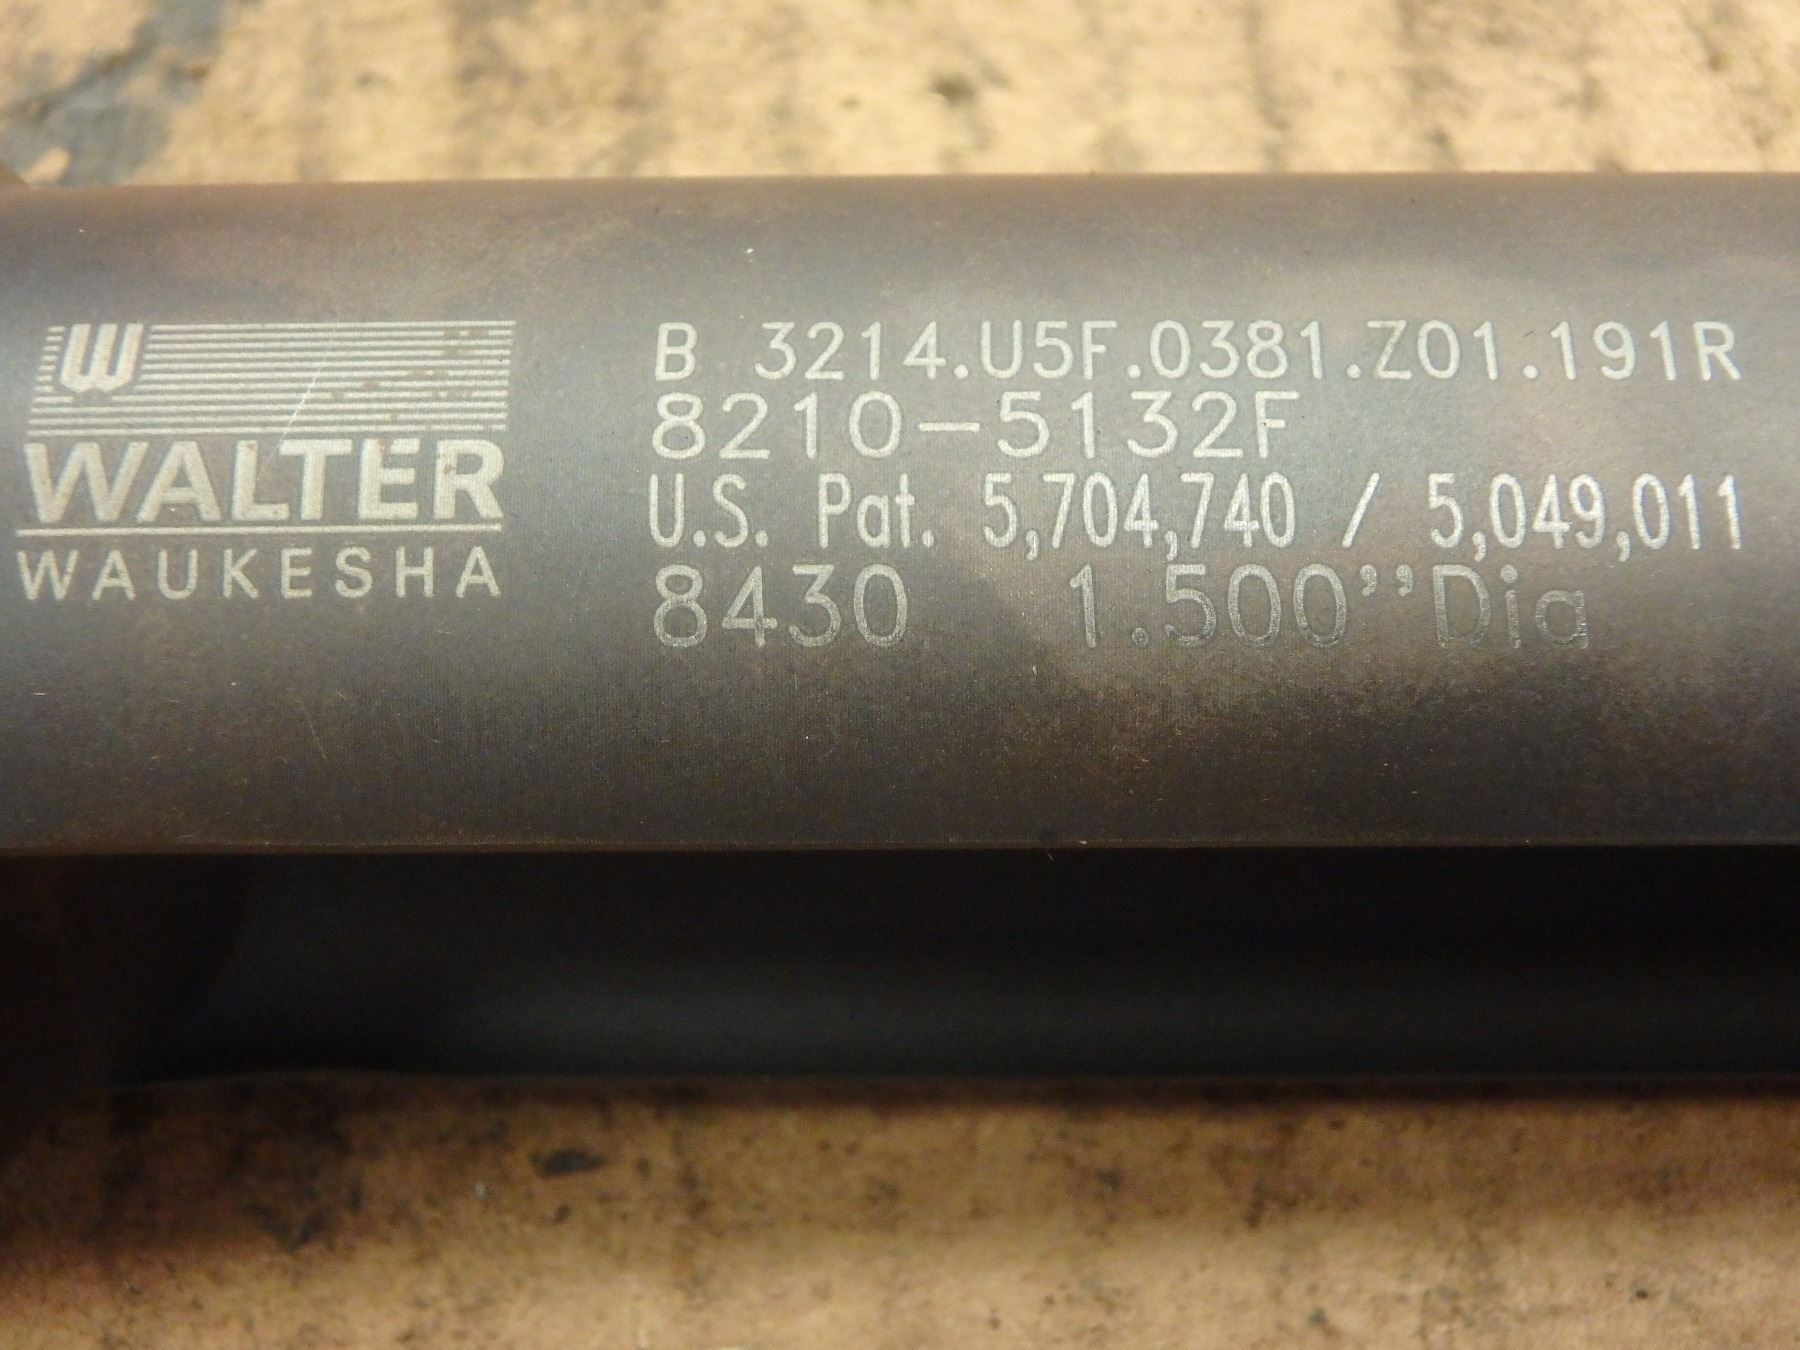 W
WALTER
WAUKESHA
B 3214.U5F.0381.Z01.191R
8210-5132F
U.S. Pat. 5,704,740 / 5,049,011
8430 1.500"Dia